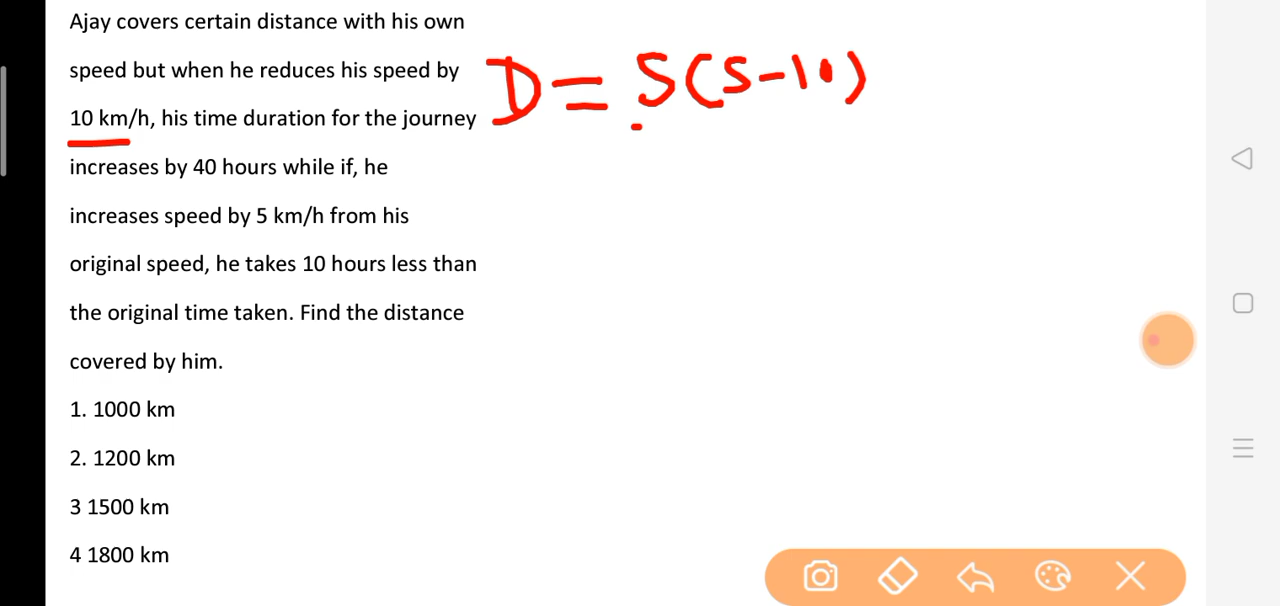 Ajay covers certain distance with his own
speed but when he reduces his speed by
10 km/h, his time duration for the journey
increases by 40 hours while if, he
increases speed by 5 km/h from his
original speed, he takes 10 hours less than
the original time taken. Find the distance
covered by him.
1. 1000 km
2. 1200 km
3 1500 km
4 1800 km
D = S(S-10)